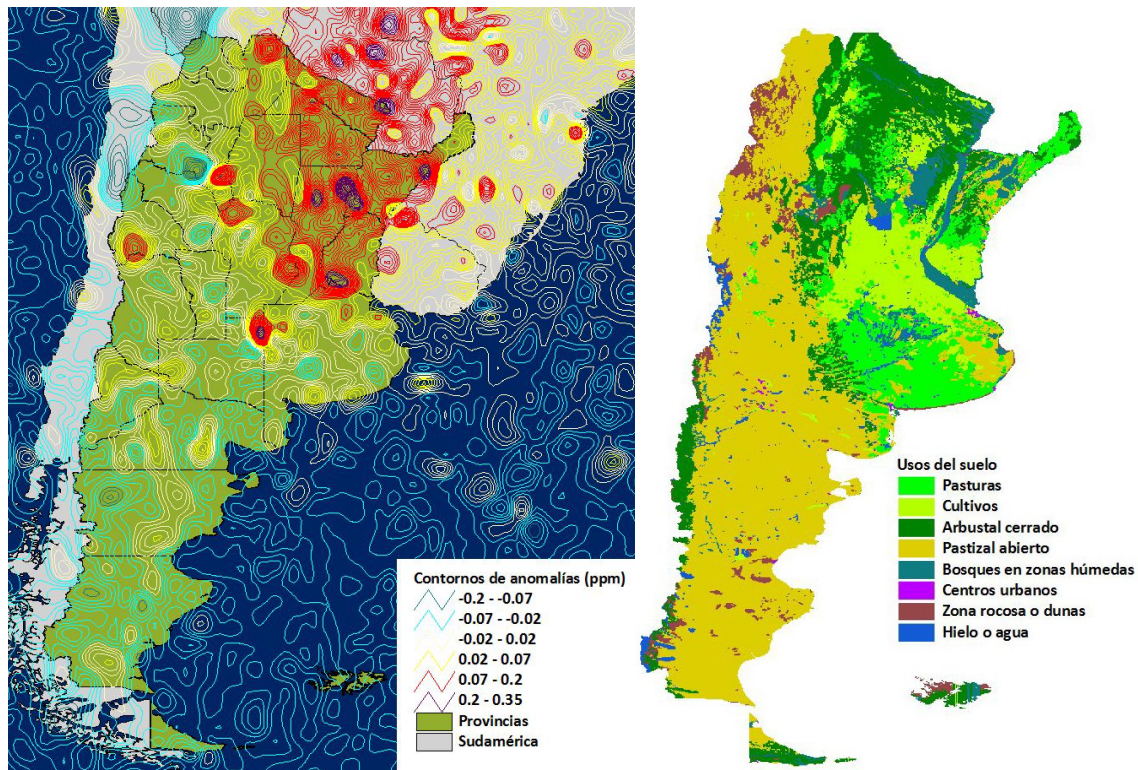 Contornos de anomalías (ppm)
-0.2 - -0.07
-0.07 - -0.02
-0.02 - 0.02
0.02 - 0.07
0.07 - 0.2
0.2 - 0.35
Provincias
Sudamérica
Usos del suelo
Pasturas
Cultivos
Arbustal cerrado
Pastizal abierto
Bosques en zonas húmedas
Centros urbanos
Zona rocosa o dunas
Hielo o agua